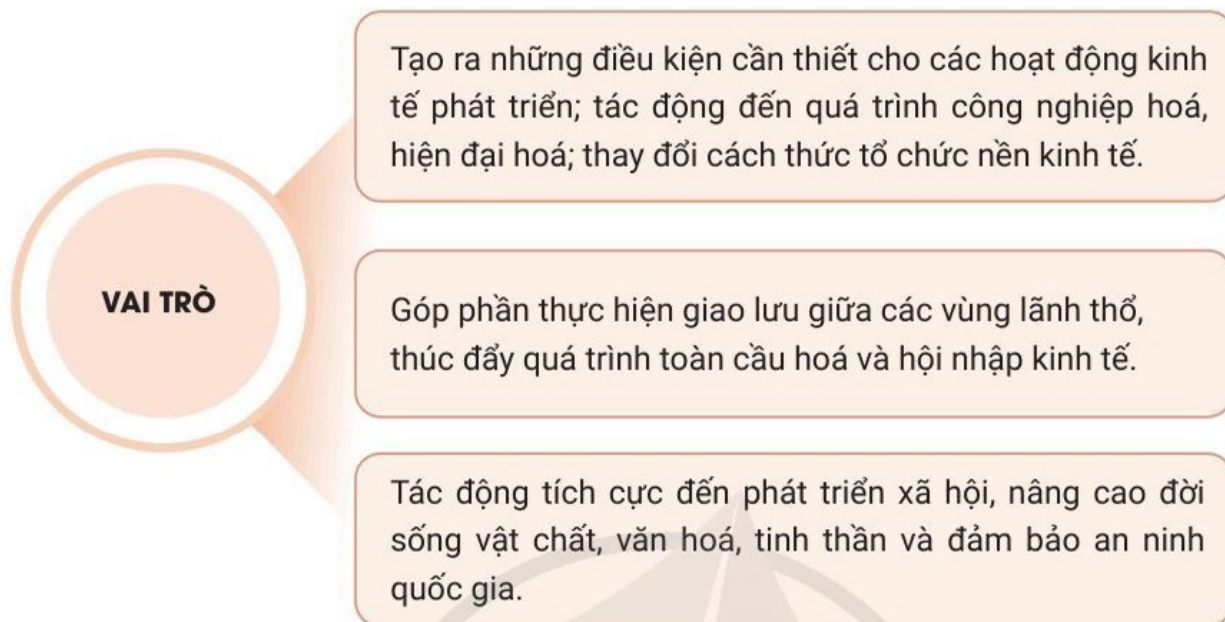 Tạo ra những điều kiện cần thiết cho các hoạt động kinh
tế phát triển; tác động đến quá trình công nghiệp hoá,
hiện đại hoá; thay đổi cách thức tổ chức nền kinh tế.
VAI TRÒ
Góp phần thực hiện giao lưu giữa các vùng lãnh thổ,
thúc đẩy quá trình toàn cầu hoá và hội nhập kinh tế.
Tác động tích cực đến phát triển xã hội, nâng cao đời
sống vật chất, văn hoá, tinh thần và đảm bảo an ninh
quốc gia.